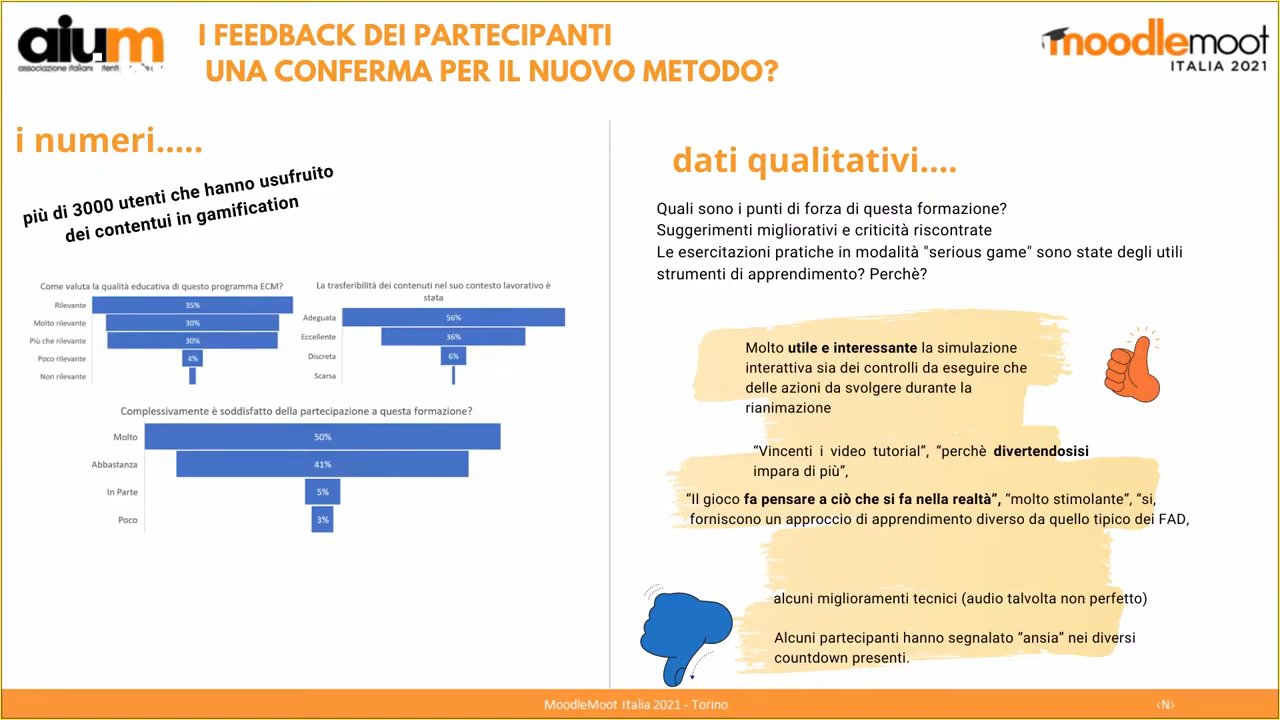 aium
associazione italiana utenti
I FEEDBACK DEI PARTECIPANTI
UNA CONFERMA PER IL NUOVO METODO?
moodlemoot
ITALIA 2021
i numeri.....
più di 3000 utenti che hanno usufruito
dei contentui in gamification
Come valuta la qualità educativa di questo programma ECM?
Rilevante 35%
Molto rilevante 30%
Più che rilevante 30%
Poco rilevante 4%
Non rilevante
La trasferibilità dei contenuti nel suo contesto lavorativo è
stata
Adeguata 56%
Eccellente 36%
Discreta 6%
Scarsa
Complessivamente è soddisfatto della partecipazione a questa formazione?
Molto 50%
Abbastanza 41%
In Parte 5%
Poco 3%
dati qualitativi....
Quali sono i punti di forza di questa formazione?
Suggerimenti migliorativi e criticità riscontrate
Le esercitazioni pratiche in modalità "serious game" sono state degli utili
strumenti di apprendimento? Perchè?
Molto utile e interessante la simulazione
interattiva sia dei controlli da eseguire che
delle azioni da svolgere durante la
rianimazione
“Vincenti i video tutorial”, “perchè divertendosisi
impara di più”,
“Il gioco fa pensare a ciò che si fa nella realtà”, “molto stimolante”, “si,
forniscono un approccio di apprendimento diverso da quello tipico dei FAD,
alcuni miglioramenti tecnici (audio talvolta non perfetto)
Alcuni partecipanti hanno segnalato “ansia” nei diversi
countdown presenti.
MoodleMoot Italia 2021 - Torino
‹N›